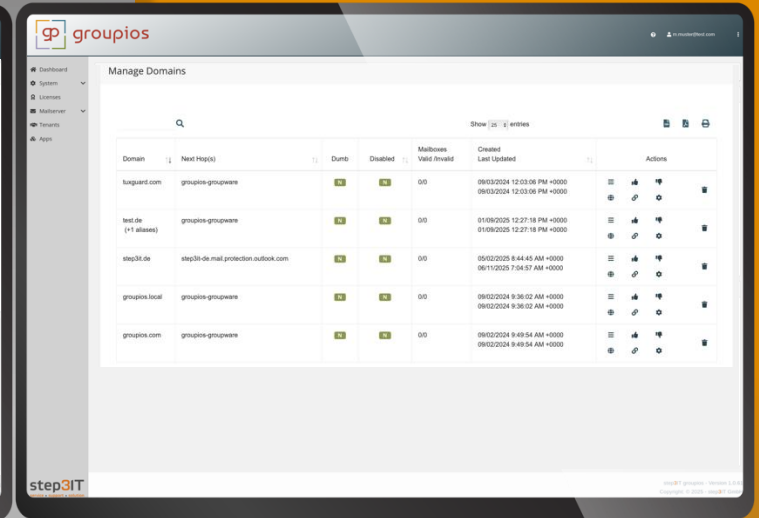 gp groupios
m.muster@test.com
Dashboard
System
Licenses
Mailserver
Tenants
Apps
Manage Domains
Show 25 entries
Domain Next Hop(s) Dumb Disabled Mailboxes Valid /Invalid Created Last Updated Actions
tuxguard.com groupios-groupware N N 0/0 09/03/2024 12:03:06 PM +0000
09/03/2024 12:03:06 PM +0000
test.de groupios-groupware N N 0/0 01/09/2025 12:27:18 PM +0000
(+1 aliases) 01/09/2025 12:27:18 PM +0000
step3it.de step3it-de.mail.protection.outlook.com N N 0/0 05/02/2025 8:44:45 AM +0000
06/11/2025 7:04:57 AM +0000
groupios.local groupios-groupware N N 0/0 09/02/2024 9:36:02 AM +0000
09/02/2024 9:36:02 AM +0000
groupios.com groupios-groupware N N 0/0 09/02/2024 9:49:54 AM +0000
09/02/2024 9:49:54 AM +0000
step3IT
step3IT groupios - Version
Copyright © 2025 - step3IT